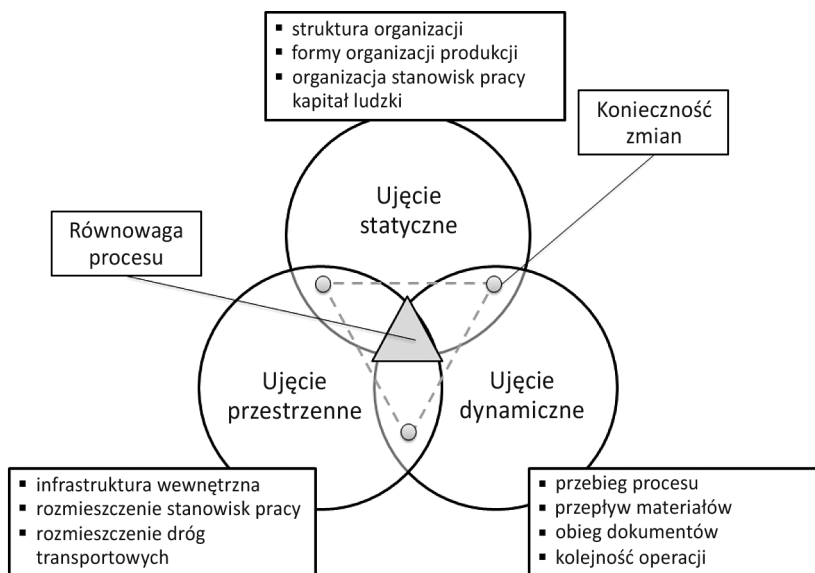 ▪ struktura organizacji
▪ formy organizacji produkcji
▪ organizacja stanowisk pracy
kapitał ludzki
Konieczność
zmian
Ujęcie
statyczne
Równowaga
procesu
Ujęcie
przestrzenne
Ujęcie
dynamiczne
▪ infrastruktura wewnętrzna
▪ rozmieszczenie stanowisk pracy
▪ rozmieszczenie dróg
transportowych
▪ przebieg procesu
▪ przepływ materiałów
▪ obieg dokumentów
▪ kolejność operacji